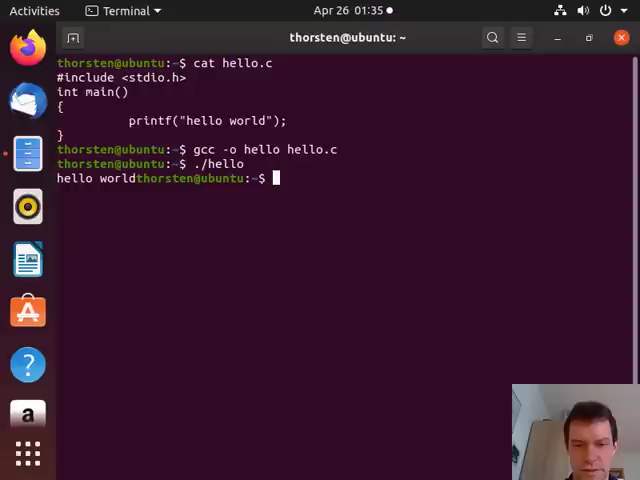 Activities
Terminal
Apr 26 01:35
thorsten@ubuntu: ~
thorsten@ubuntu:~$ cat hello.c
#include <stdio.h>
int main()
{
        printf("hello world");
}
thorsten@ubuntu:~$ gcc -o hello hello.c
thorsten@ubuntu:~$ ./hello
hello worldthorsten@ubuntu:~$
?
a